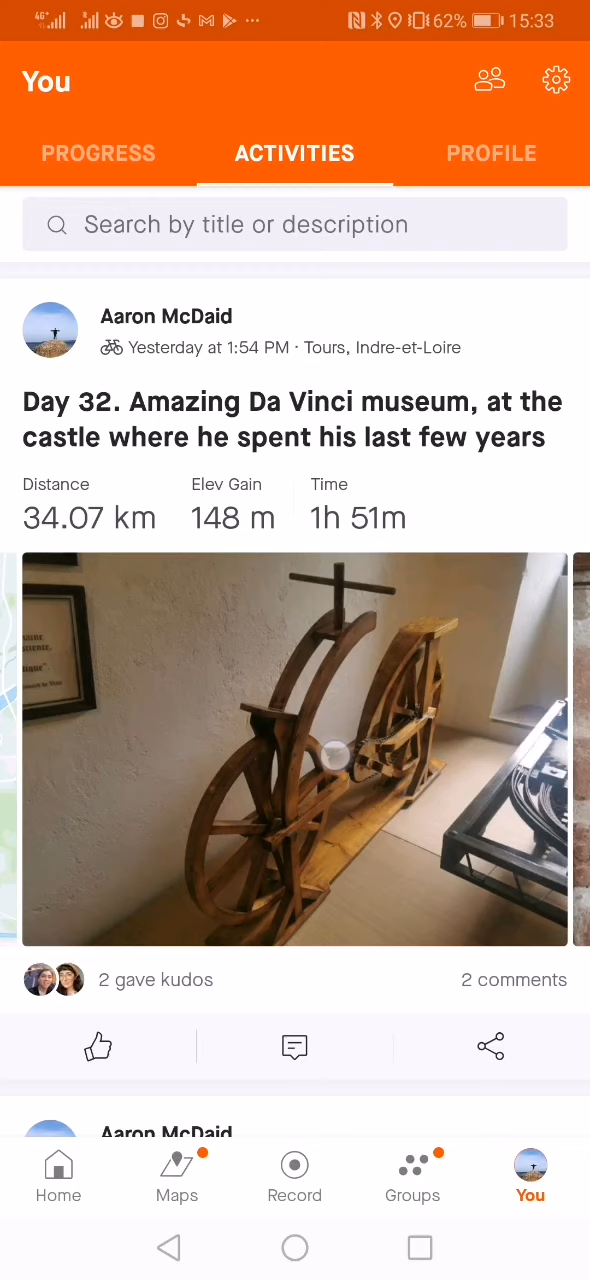 4G 62% 15:33
You
PROGRESS ACTIVITIES PROFILE
Search by title or description
Aaron McDaid
Yesterday at 1:54 PM · Tours, Indre-et-Loire
Day 32. Amazing Da Vinci museum, at the
castle where he spent his last few years
Distance Elev Gain Time
34.07 km 148 m 1h 51m
2 gave kudos 2 comments
Aaron McDaid
Home Maps Record Groups You